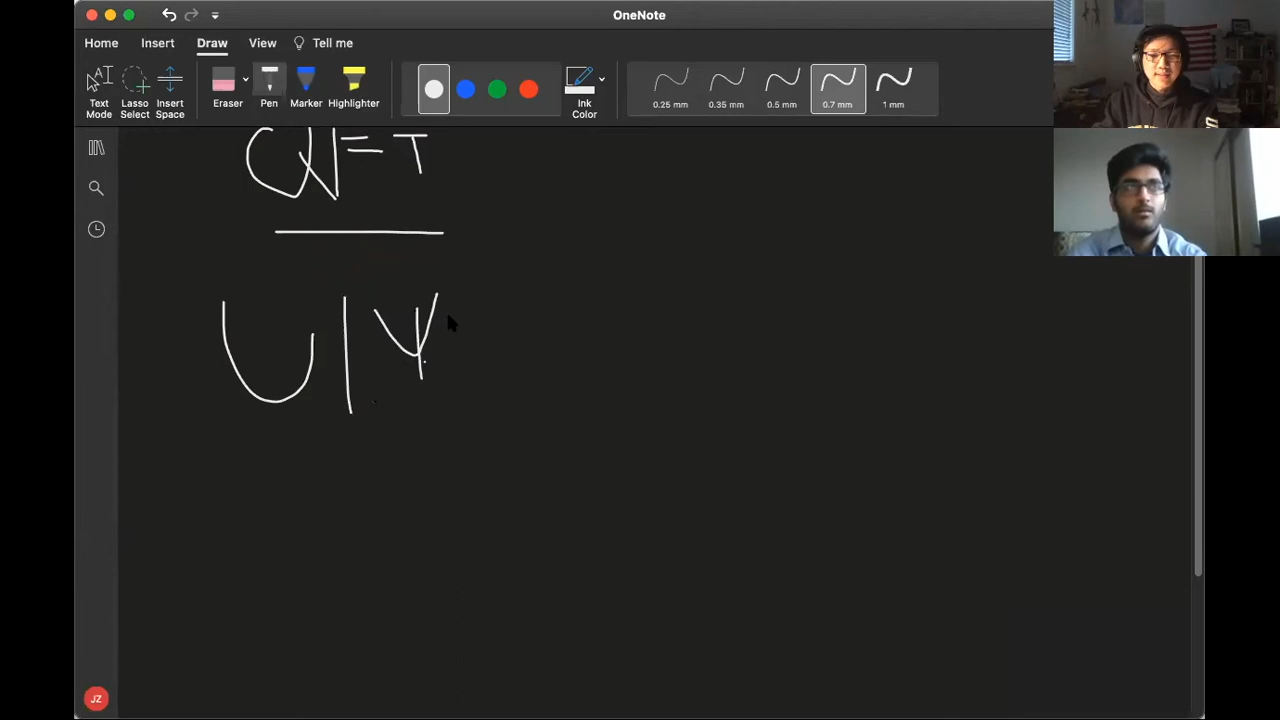 OneNote
Home Insert Draw View Tell me
Text Mode Lasso Select Insert Space Eraser Pen Marker Highlighter Ink Color 0.25 mm 0.35 mm 0.5 mm 0.7 mm 1 mm
U|Ψ
JZ